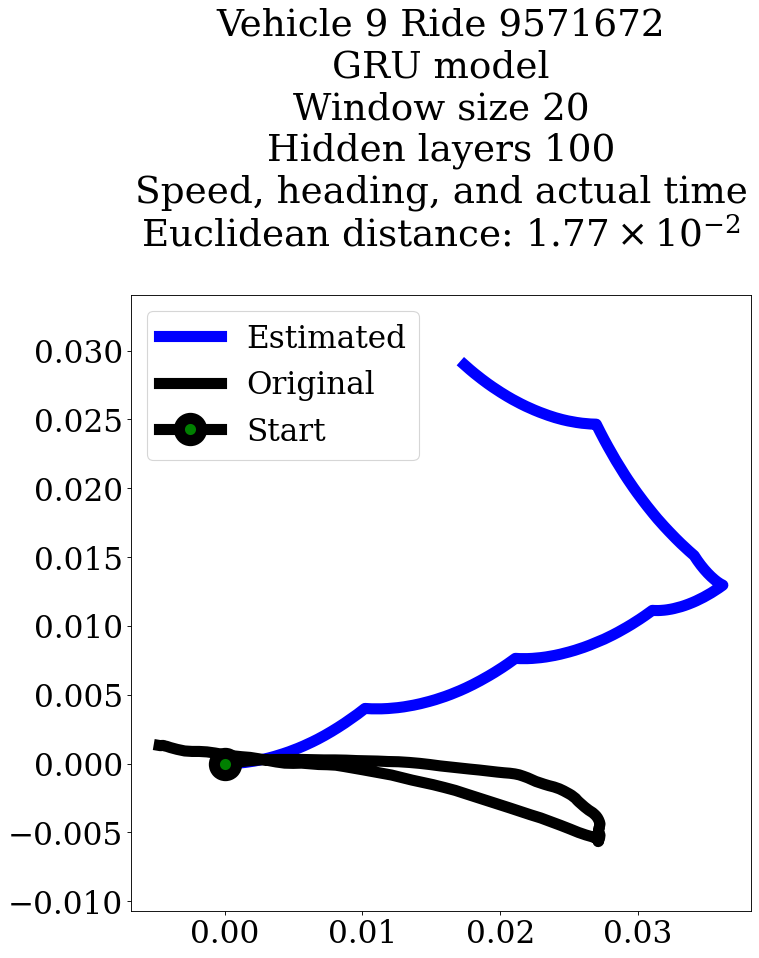 Vehicle 9 Ride 9571672
GRU model
Window size 20
Hidden layers 100
Speed, heading, and actual time
Euclidean distance: 1.77 × 10⁻²
Estimated
Original
Start
0.030
0.025
0.020
0.015
0.010
0.005
0.000
−0.005
−0.010
0.00 0.01 0.02 0.03